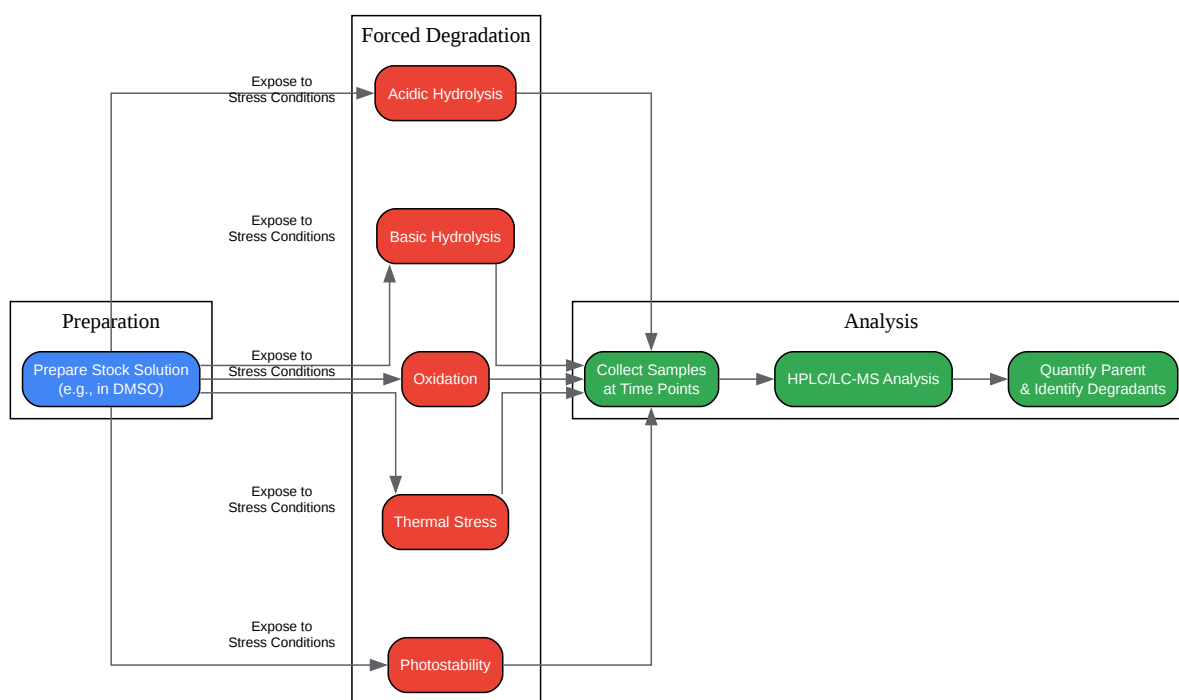 Forced Degradation
Expose to
Stress Conditions
Acidic Hydrolysis
Expose to
Stress Conditions
Basic Hydrolysis
Preparation
Analysis
Prepare Stock Solution
(e.g., in DMSO)
Expose to
Stress Conditions
Oxidation
Collect Samples
at Time Points
HPLC/LC-MS Analysis
Quantify Parent
& Identify Degradants
Expose to
Stress Conditions
Thermal Stress
Expose to
Stress Conditions
Photostability